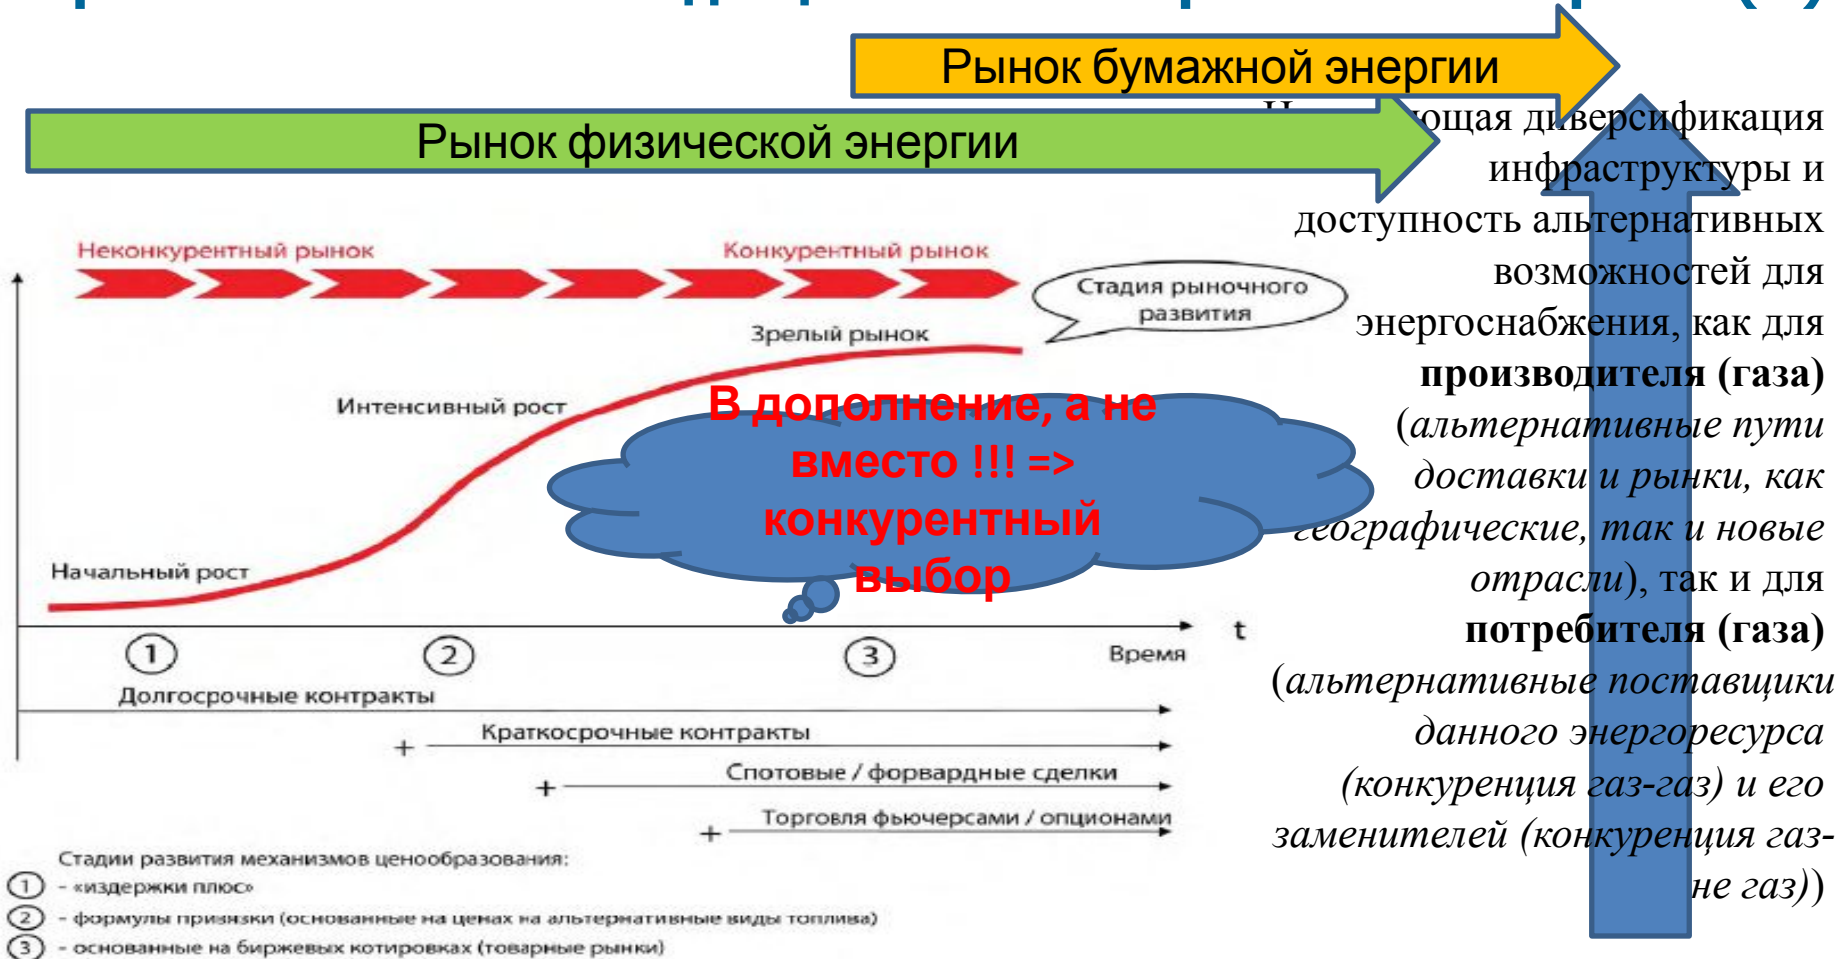 Рынок бумажной энергии
Рынок физической энергии
диверсификация
инфраструктуры и
доступность альтернативных
возможностей для
энергоснабжения, как для
производителя (газа)
(альтернативные пути
доставки и рынки, как
географические, так и новые
отрасли), так и для
потребителя (газа)
(альтернативные поставщики
данного энергоресурса
(конкуренция газ-газ) и его
заменителей (конкуренция газ-
не газ))
Неконкурентный рынок
Конкурентный рынок
Стадия рыночного
развития
Зрелый рынок
Интенсивный рост
Начальный рост
В дополнение, а не
вместо !!! =>
конкурентный
выбор
t
Время
1
2
3
Долгосрочные контракты
+ Краткосрочные контракты
+ Спотовые / форвардные сделки
+ Торговля фьючерсами / опционами
Стадии развития механизмов ценообразования:
1 - «издержки плюс»
2 - формулы привязки (основанные на ценах на альтернативные виды топлива)
3 - основанные на биржевых котировках (товарные рынки)